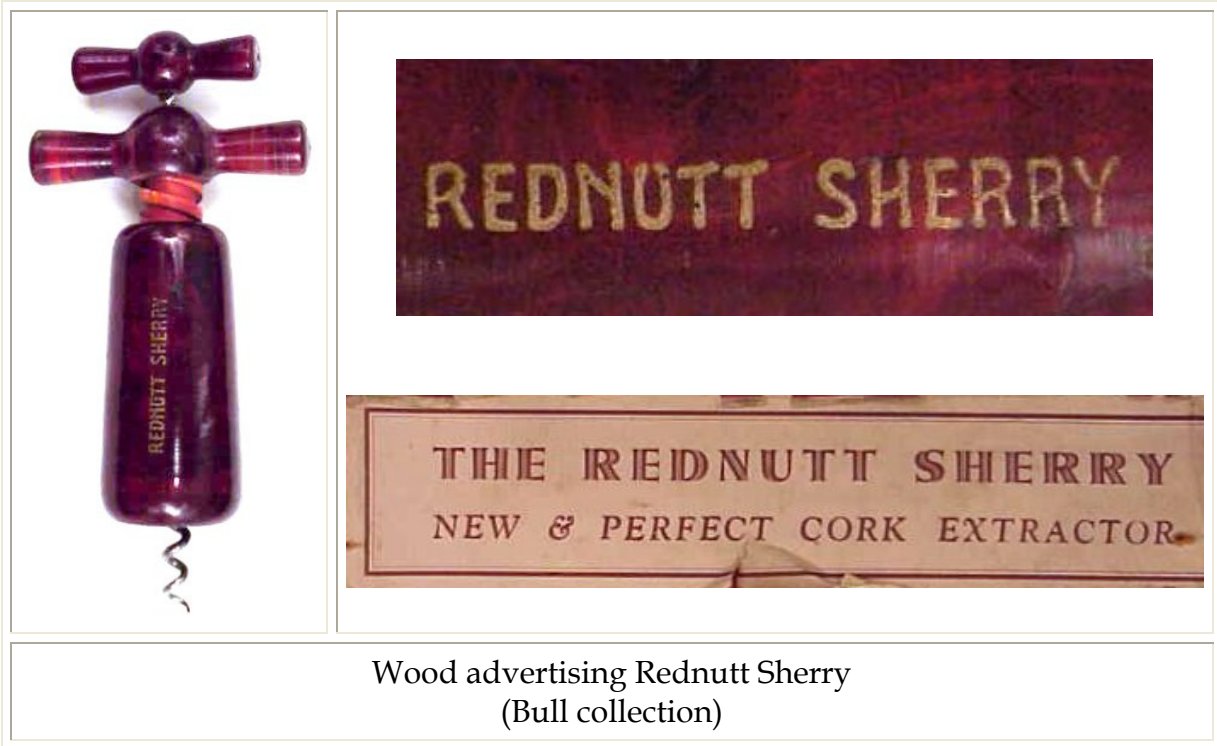 REDNUTT SHERRY
REDNUTT SHERRY
THE REDNUTT SHERRY
NEW & PERFECT CORK EXTRACTOR
Wood advertising Rednutt Sherry
(Bull collection)